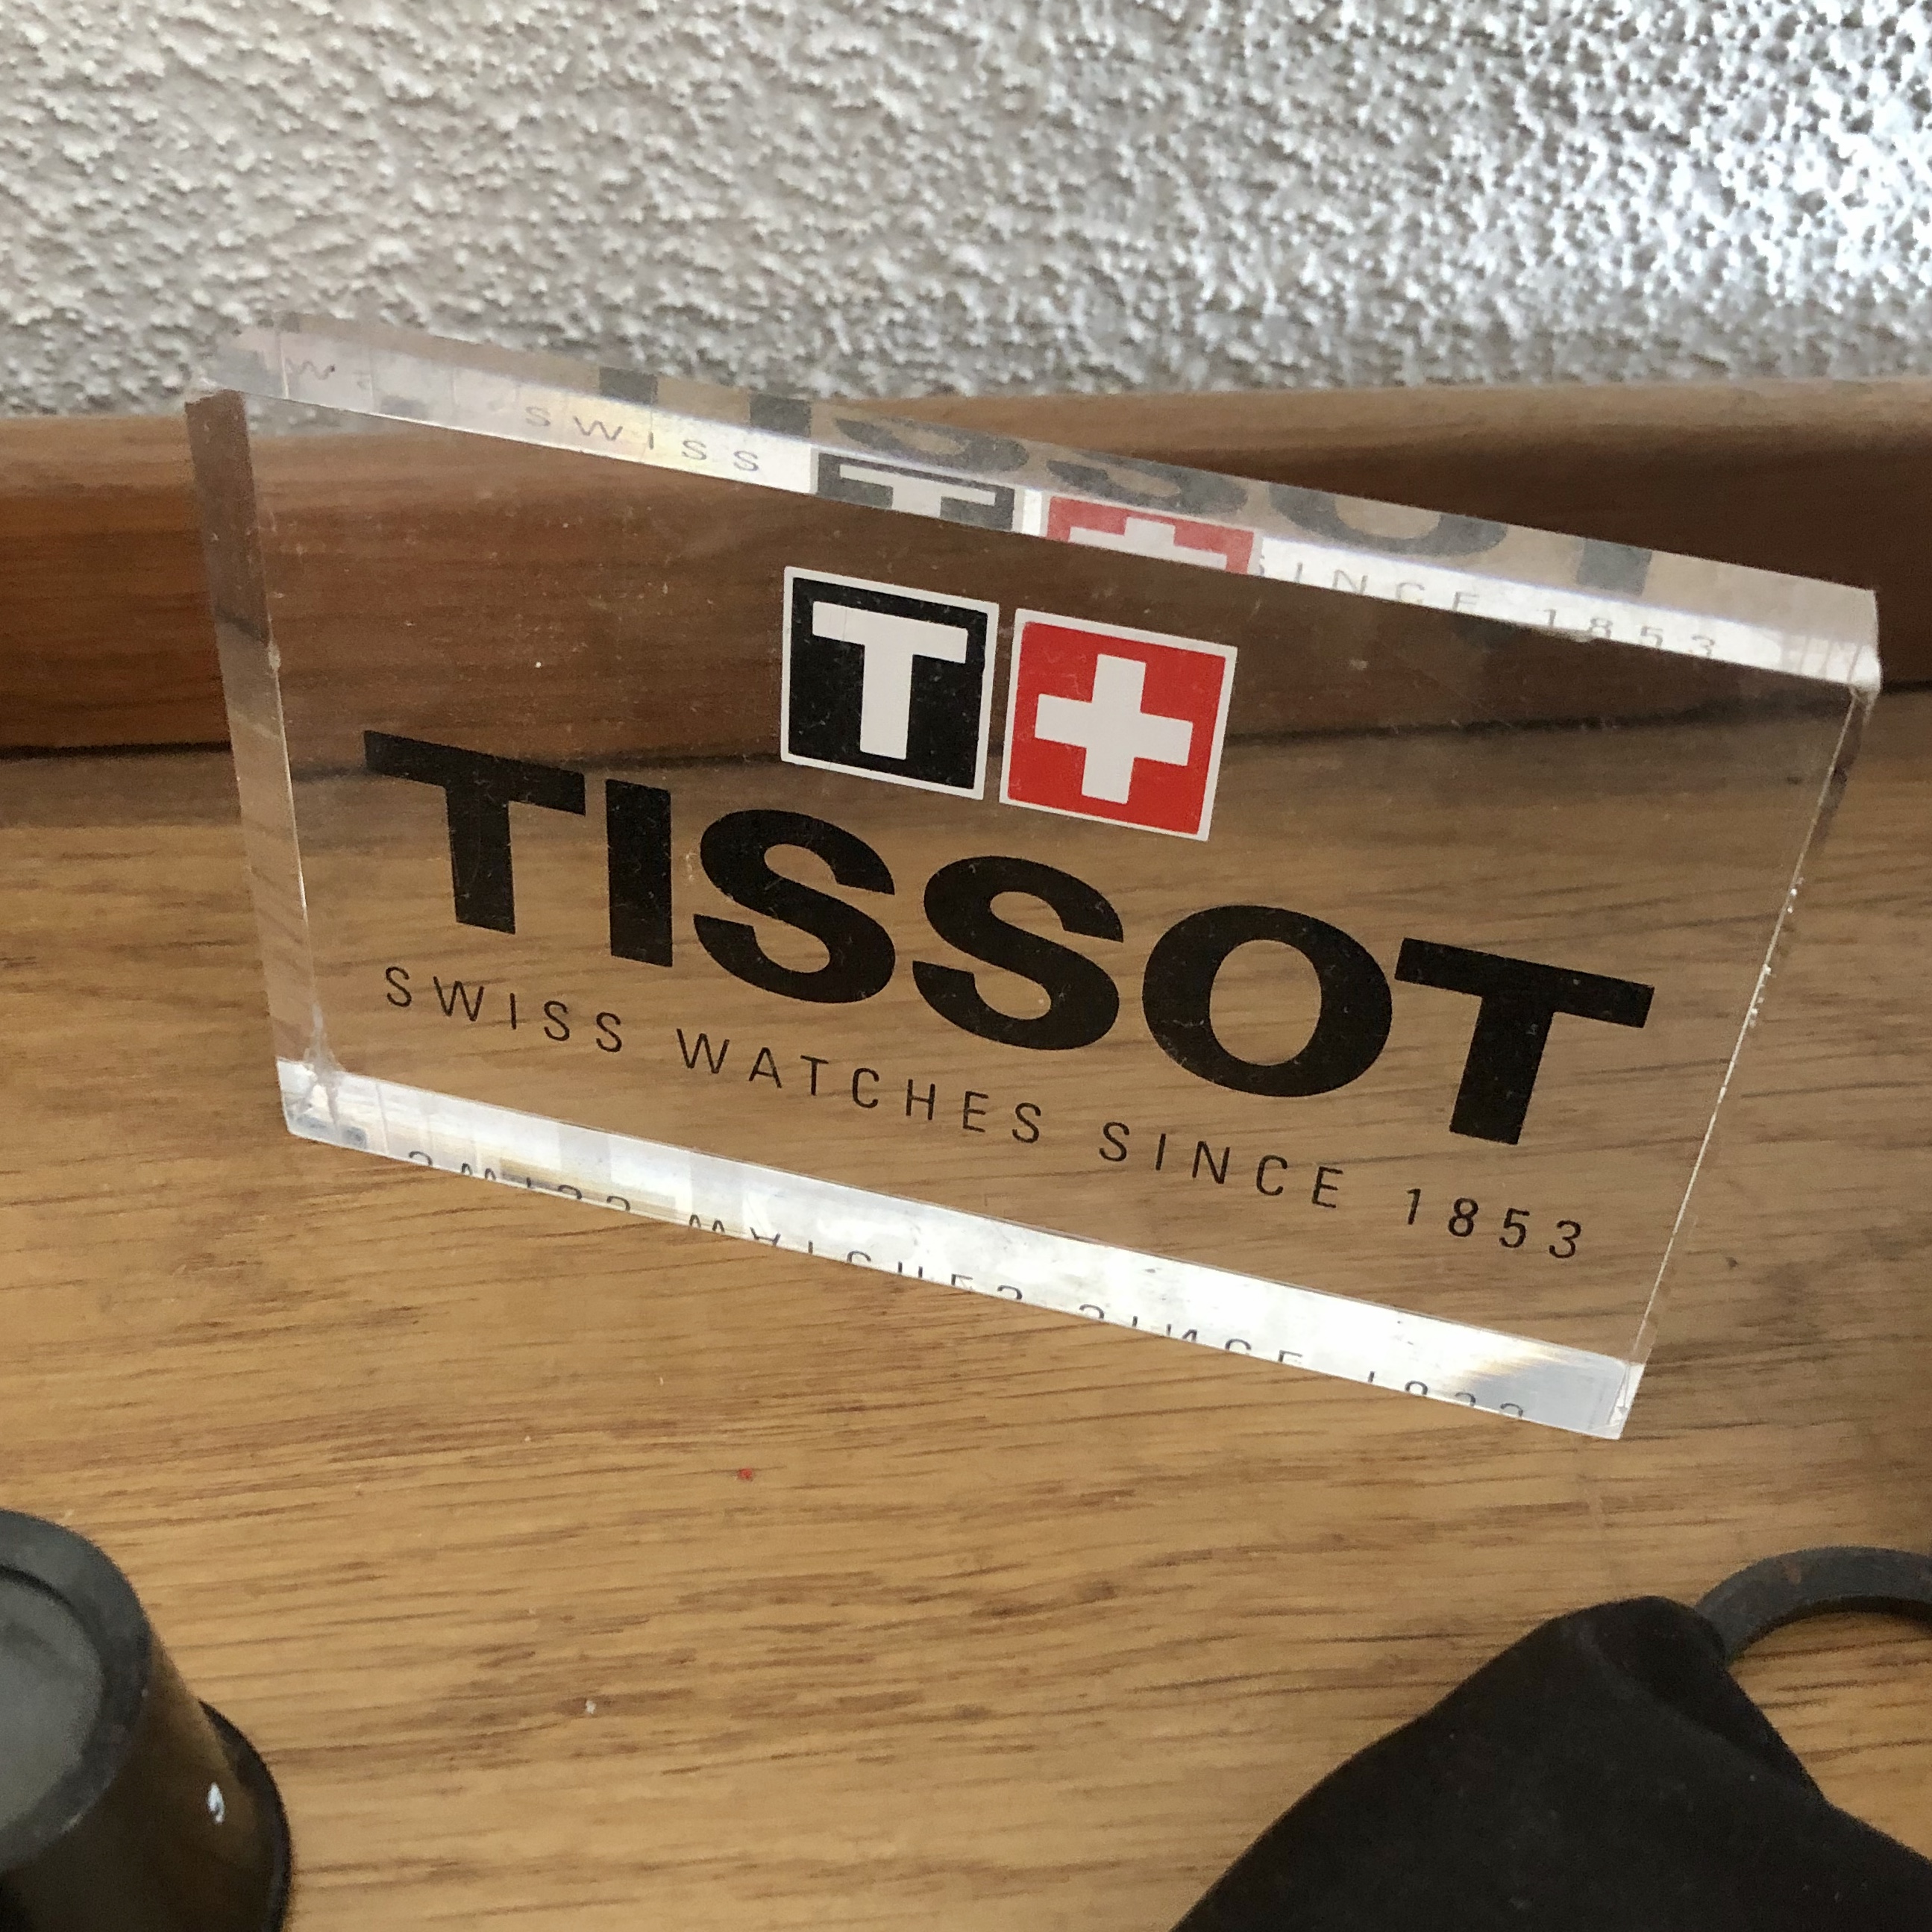 T+
TISSOT
SWISS WATCHES SINCE 1853